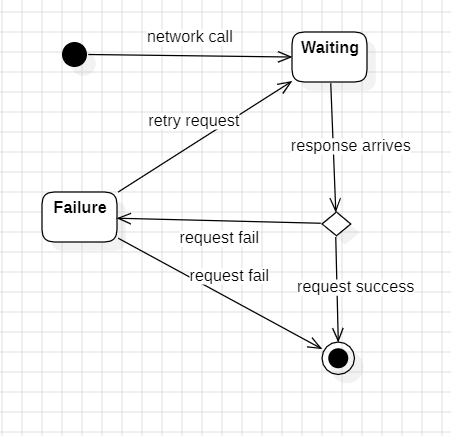 network call
Waiting
retry request
response arrives
Failure
request fail
request fail
request success